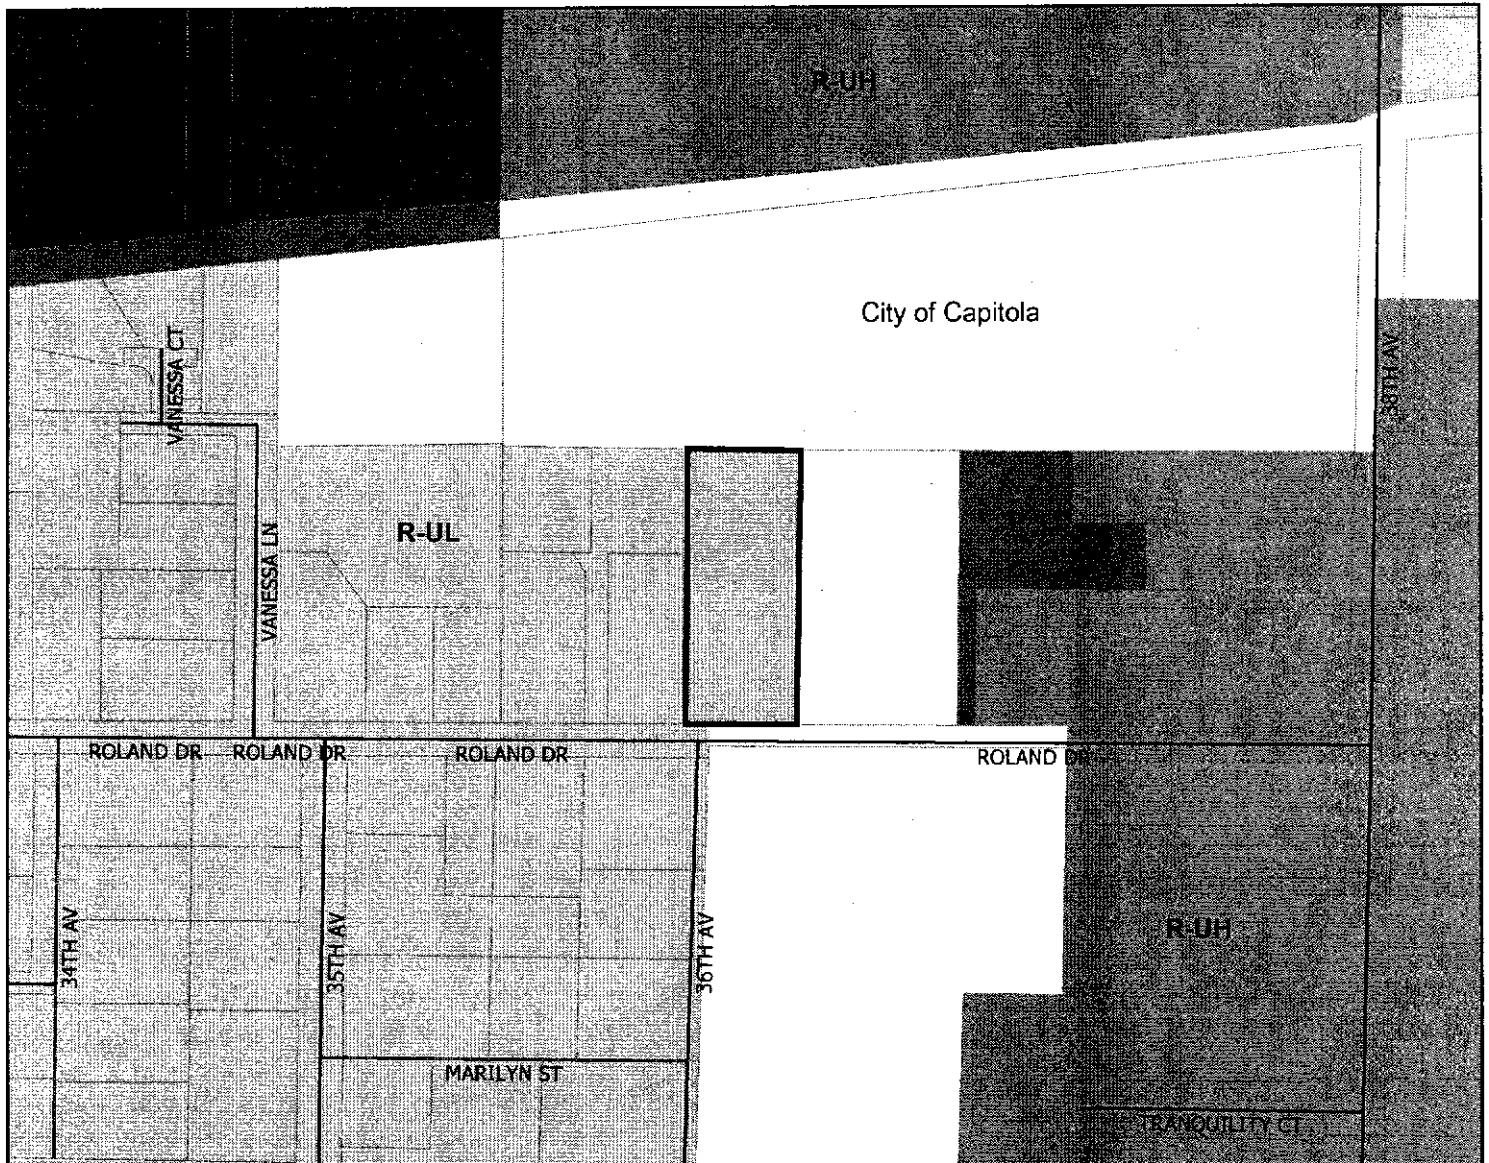 R-UH
City of Capitola
VANESSA CT
38TH AV
R-UL
VANESSA LN
ROLAND DR
ROLAND DR
ROLAND DR
ROLAND DR
34TH AV
35TH AV
36TH AV
R-UH
MARILYN ST
TRANQUILITY CT